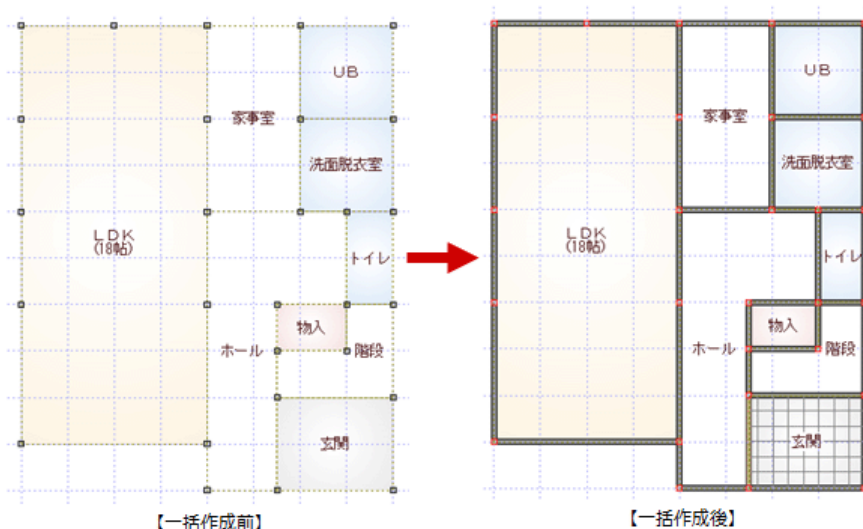 UB
家事室
洗面脱衣室
LDK
(18帖)
トイレ
物入
ホール
階段
玄関
【一括作成前】
UB
家事室
洗面脱衣室
LDK
(18帖)
トイレ
物入
ホール
階段
玄関
【一括作成後】